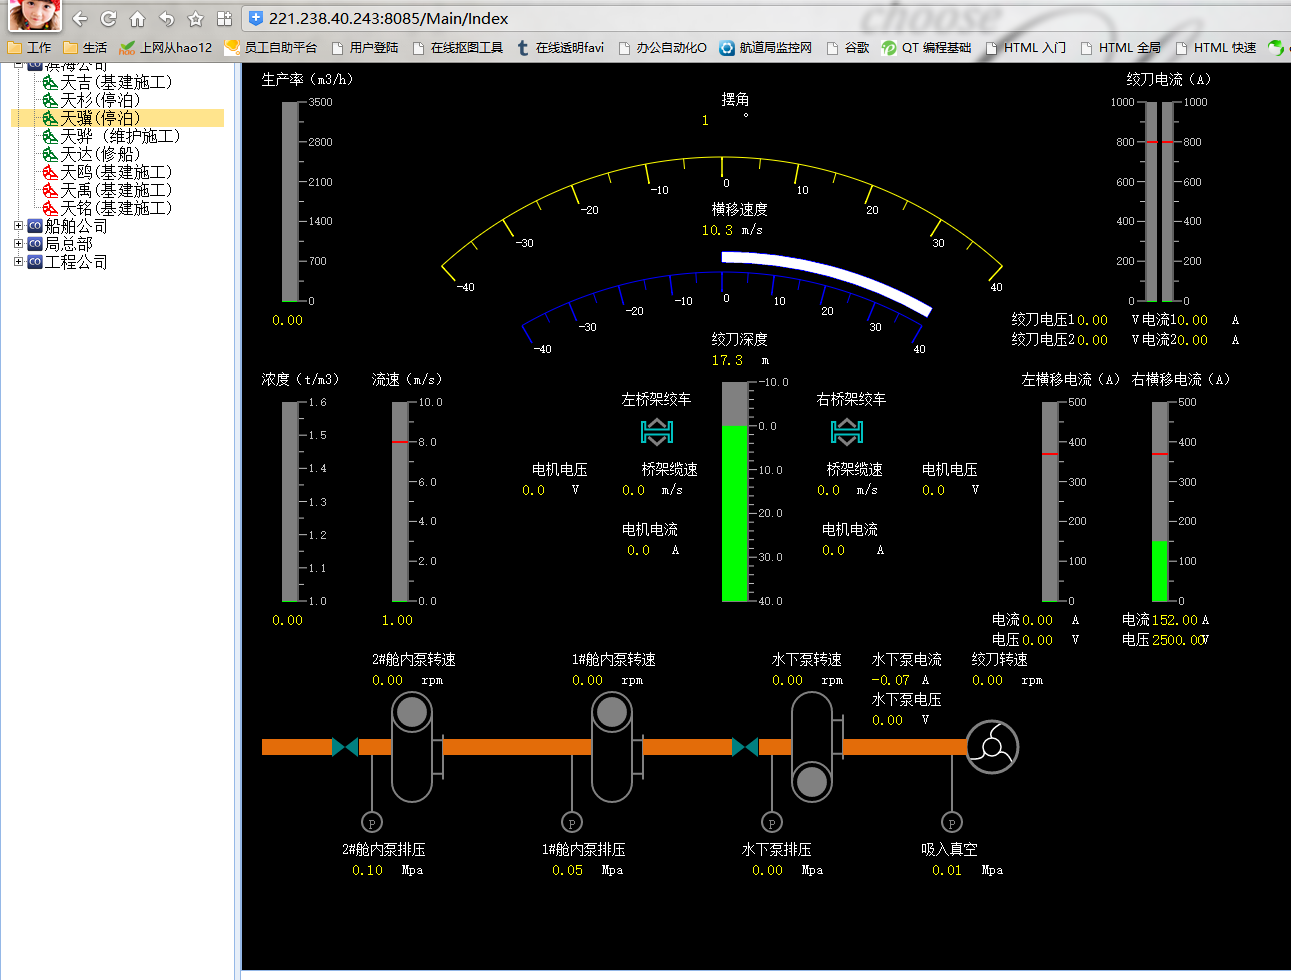 choose
221.238.40.243:8085/Main/Index
工作 生活 上网从hao12 员工自助平台 用户登陆 在线抠图工具 在线透明favi 办公自动化O 航道局监控网 谷歌 QT 编程基础 HTML 入门 HTML 全局 HTML 快速
滨海公司
天吉(基建施工)
天杉(停泊)
天骥(停泊)
天骅 (维护施工)
天达(修船)
天鸥(基建施工)
天禹(基建施工)
天铭(基建施工)
船舶公司
局总部
工程公司
生产率 (m3/h)
3500
2800
2100
1400
700
0
0.00
摆角
1 °
-40 -30 -20 -10 0 10 20 30 40
横移速度
10.3 m/s
-40 -30 -20 -10 0 10 20 30 40
绞刀电流 (A)
1000 1000
800 800
600 600
400 400
200 200
0 0
绞刀电压10.00 V 电流10.00 A
绞刀电压20.00 V 电流20.00 A
浓度 (t/m3)
1.6
1.5
1.4
1.3
1.2
1.1
1.0
0.00
流速 (m/s)
10.0
8.0
6.0
4.0
2.0
0.0
1.00
绞刀深度
17.3 m
-10.0
0.0
10.0
20.0
30.0
40.0
左桥架绞车
电机电压 桥架缆速
0.0 V 0.0 m/s
电机电流
0.0 A
右桥架绞车
桥架缆速 电机电压
0.0 m/s 0.0 V
电机电流
0.0 A
左横移电流 (A)
500
400
300
200
100
0
电流0.00 A
电压0.00 V
右横移电流 (A)
500
400
300
200
100
0
电流152.00 A
电压2500.00V
2#舱内泵转速
0.00 rpm
1#舱内泵转速
0.00 rpm
水下泵转速
0.00 rpm
水下泵电流
-0.07 A
水下泵电压
0.00 V
绞刀转速
0.00 rpm
P P P P
2#舱内泵排压
0.10 Mpa
1#舱内泵排压
0.05 Mpa
水下泵排压
0.00 Mpa
吸入真空
0.01 Mpa